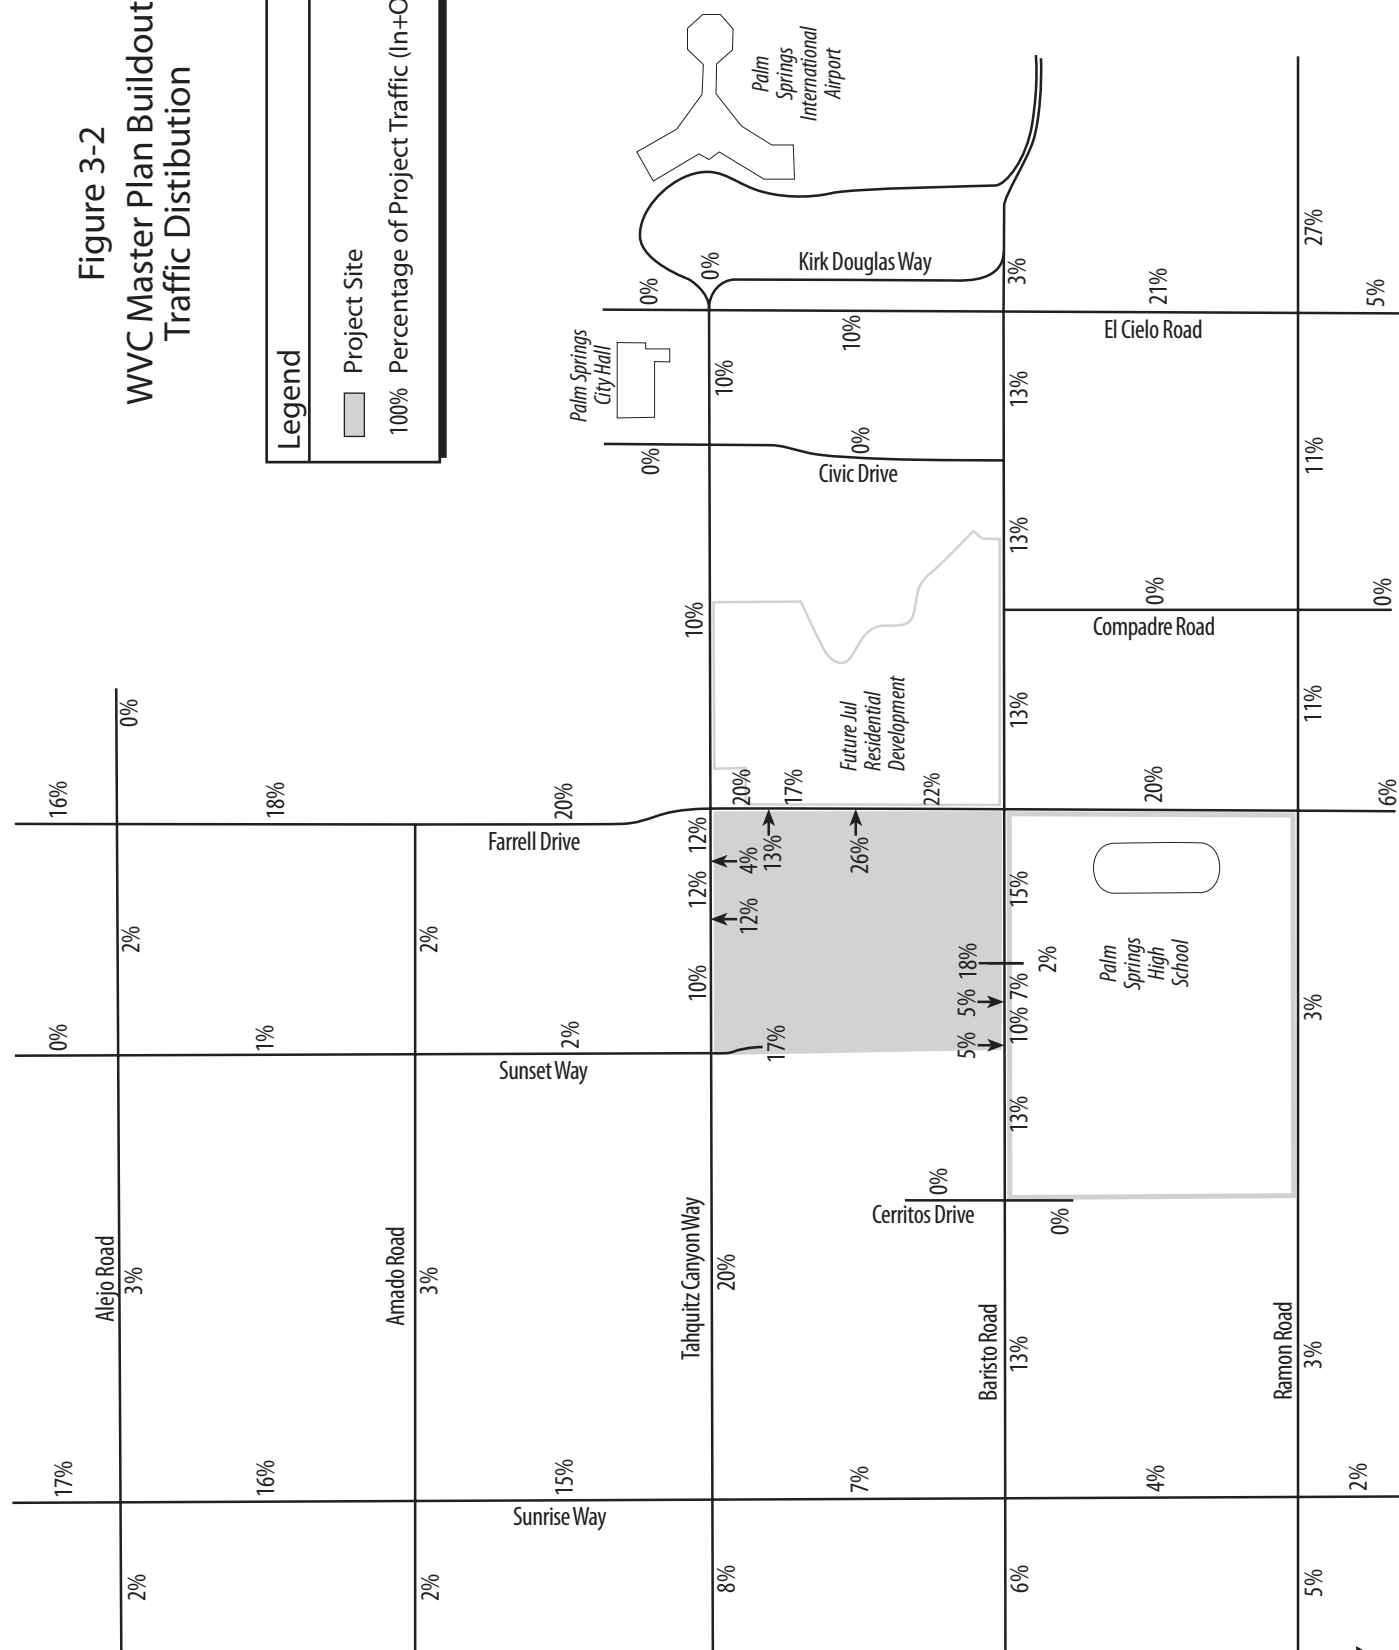 Figure 3-2
WVC Master Plan Buildout
Traffic Distibution
Legend
Project Site
100% Percentage of Project Traffic (In+O
17%
0%
16%
Alejo Road
2%
3%
2%
0%
16%
1%
18%
Amado Road
2%
3%
2%
Sunrise Way
Sunset Way
Farrell Drive
15%
2%
20%
Palm Springs
City Hall
0%
0%
Tahquitz Canyon Way
10%
12%
12%
10%
8%
20%
10%
0%
12%
4%
20%
17%
13%
17%
Palm
Springs
International
Airport
Kirk Douglas Way
7%
26%
0%
10%
Civic Drive
Future Jul
Residential
Development
Cerritos Drive
0%
22%
5%
5%
18%
Baristo Road
6%
13%
13%
10%
7%
15%
13%
13%
13%
3%
2%
0%
Palm
Springs
High
School
Compadre Road
El Cielo Road
4%
20%
0%
21%
Ramon Road
5%
3%
3%
11%
11%
27%
2%
6%
0%
5%